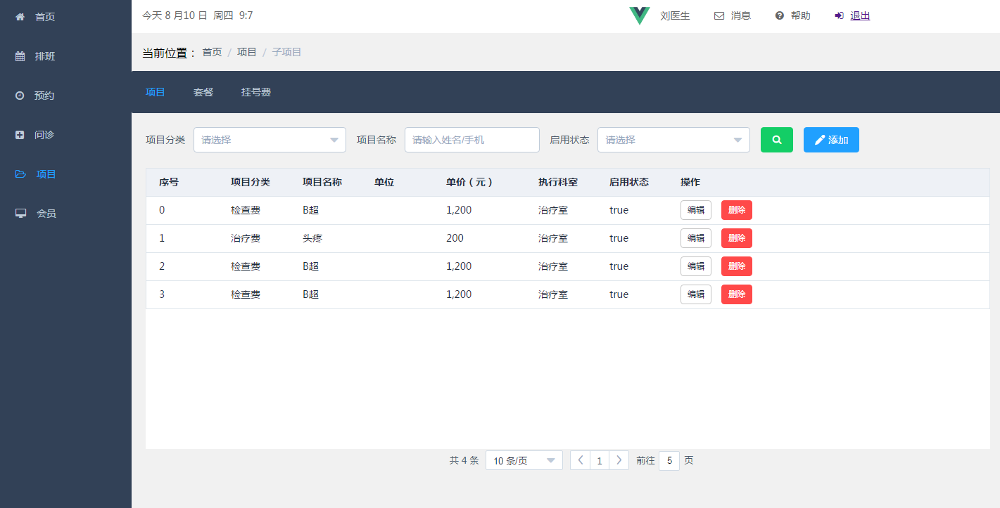 首页
排班
预约
问诊
项目
会员
今天 8 月10 日 周四 9:7
刘医生 消息 帮助 退出
当前位置： 首页 / 项目 / 子项目
项目 套餐 挂号费
项目分类 请选择 项目名称 请输入姓名/手机 启用状态 请选择 添加
序号 项目分类 项目名称 单位 单价（元） 执行科室 启用状态 操作
0 检查费 B超 1,200 治疗室 true 编辑 删除
1 治疗费 头疼 200 治疗室 true 编辑 删除
2 检查费 B超 1,200 治疗室 true 编辑 删除
3 检查费 B超 1,200 治疗室 true 编辑 删除
共 4 条 10 条/页 1 前往 5 页